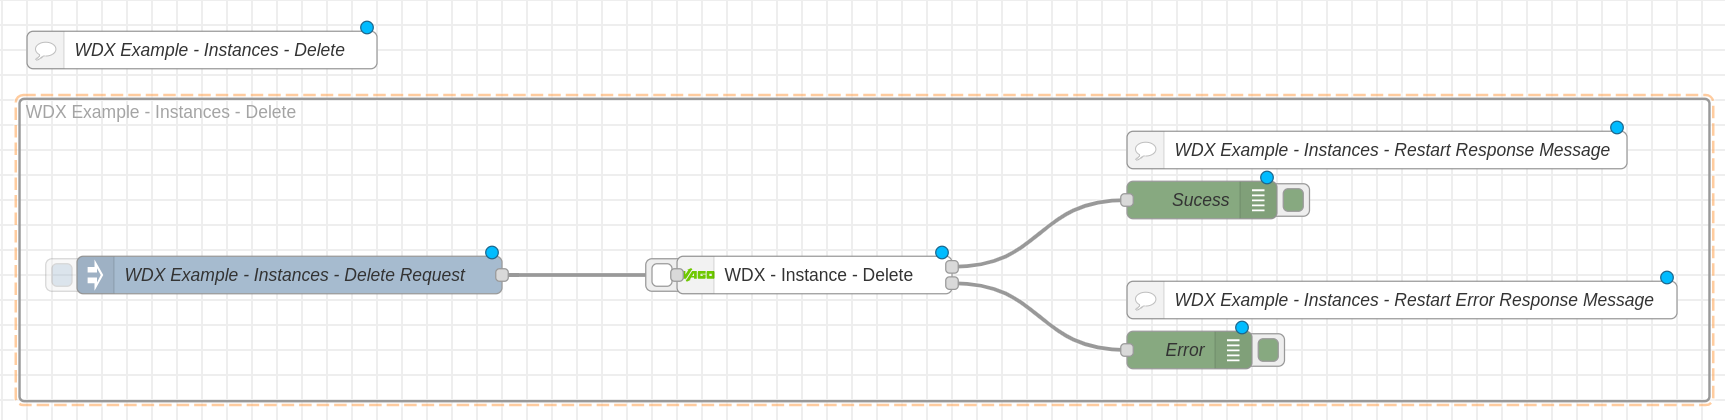 WDX Example - Instances - Delete
WDX Example - Instances - Delete
WDX Example - Instances - Restart Response Message
Sucess
WDX Example - Instances - Delete Request
WAGO WDX - Instance - Delete
WDX Example - Instances - Restart Error Response Message
Error